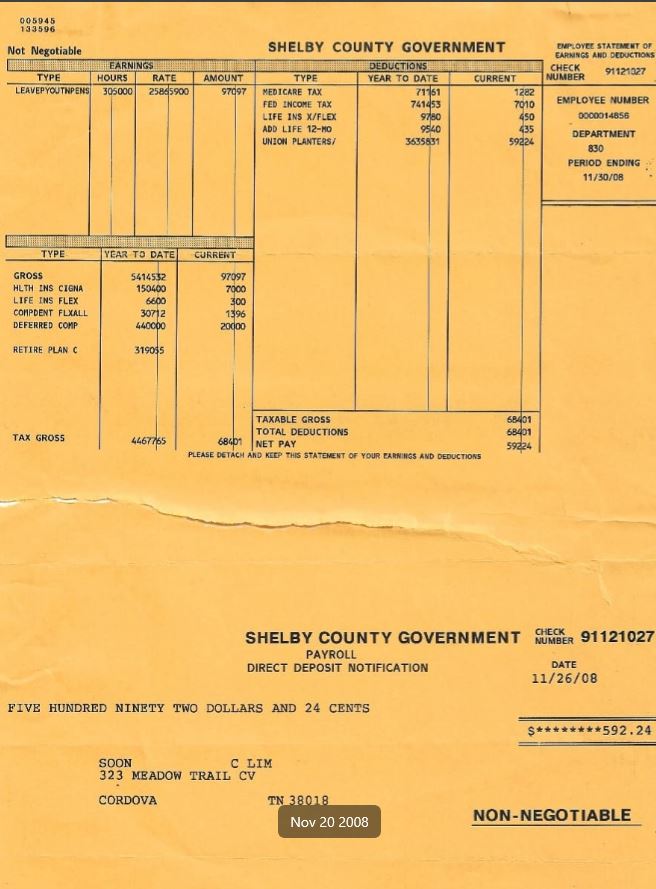 005945
133596
Not Negotiable
SHELBY COUNTY GOVERNMENT
EMPLOYEE STATEMENT OF
EARNINGS AND DEDUCTIONS
EARNINGS
TYPE HOURS RATE AMOUNT
LEAVEPYOUTNPENS 305000 25865900 97097
DEDUCTIONS
TYPE YEAR TO DATE CURRENT
MEDICARE TAX 71161 1282
FED INCOME TAX 741453 7010
LIFE INS X/FLEX 9780 450
ADD LIFE 12-MO 9540 435
UNION PLANTERS/ 3635831 59224
CHECK
NUMBER 91121027
EMPLOYEE NUMBER
0000014856
DEPARTMENT
830
PERIOD ENDING
11/30/08
TYPE YEAR TO DATE CURRENT
GROSS 5414532 97097
HLTH INS CIGNA 150400 7000
LIFE INS FLEX 6600 300
COMPDENT FLXALL 30712 1396
DEFERRED COMP 440000 20000
RETIRE PLAN C 319055
TAX GROSS 4467765 68401
TAXABLE GROSS 68401
TOTAL DEDUCTIONS 68401
NET PAY 59224
PLEASE DETACH AND KEEP THIS STATEMENT OF YOUR EARNINGS AND DEDUCTIONS
SHELBY COUNTY GOVERNMENT
CHECK
NUMBER 91121027
PAYROLL
DIRECT DEPOSIT NOTIFICATION
DATE
11/26/08
FIVE HUNDRED NINETY TWO DOLLARS AND 24 CENTS
$********592.24
SOON C LIM
323 MEADOW TRAIL CV
CORDOVA TN 38018
NON-NEGOTIABLE
Nov 20 2008